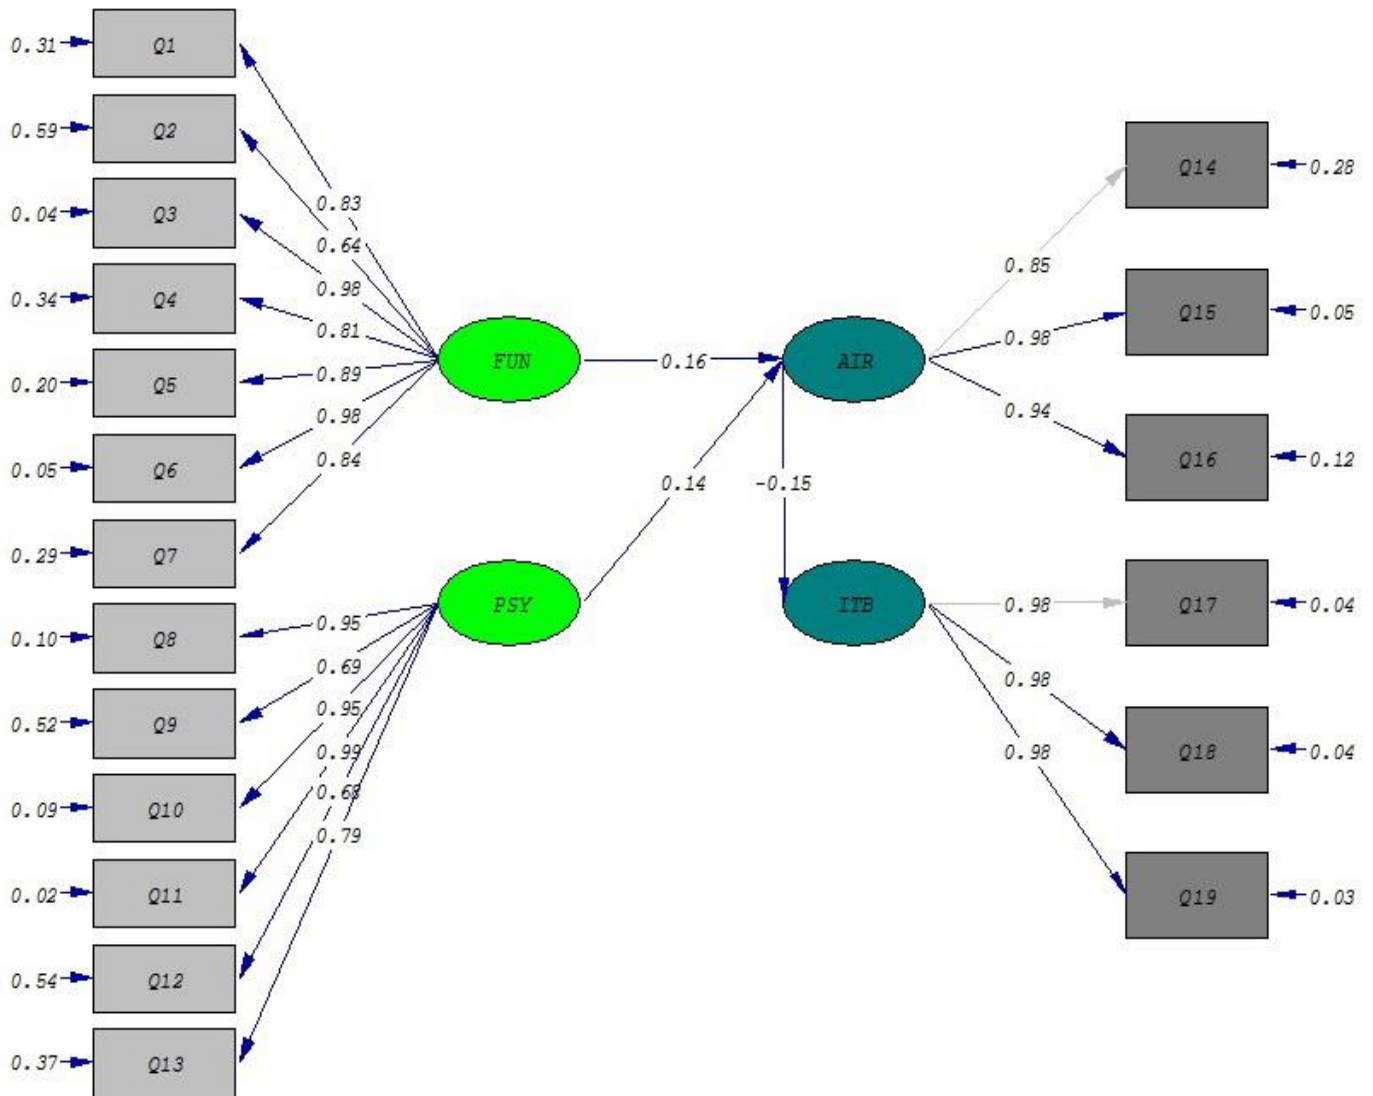 0.31 Q1
0.59 Q2
0.04 Q3
0.34 Q4
0.20 Q5
0.05 Q6
0.29 Q7
0.10 Q8
0.52 Q9
0.09 Q10
0.02 Q11
0.54 Q12
0.37 Q13
0.83
0.64
0.98
0.81
0.89
0.98
0.84
0.95
0.69
0.95
0.99
0.68
0.79
FUN
PSY
0.16
0.14
-0.15
AIR
ITB
0.85
0.98
0.94
0.98
0.98
0.98
Q14 0.28
Q15 0.05
Q16 0.12
Q17 0.04
Q18 0.04
Q19 0.03